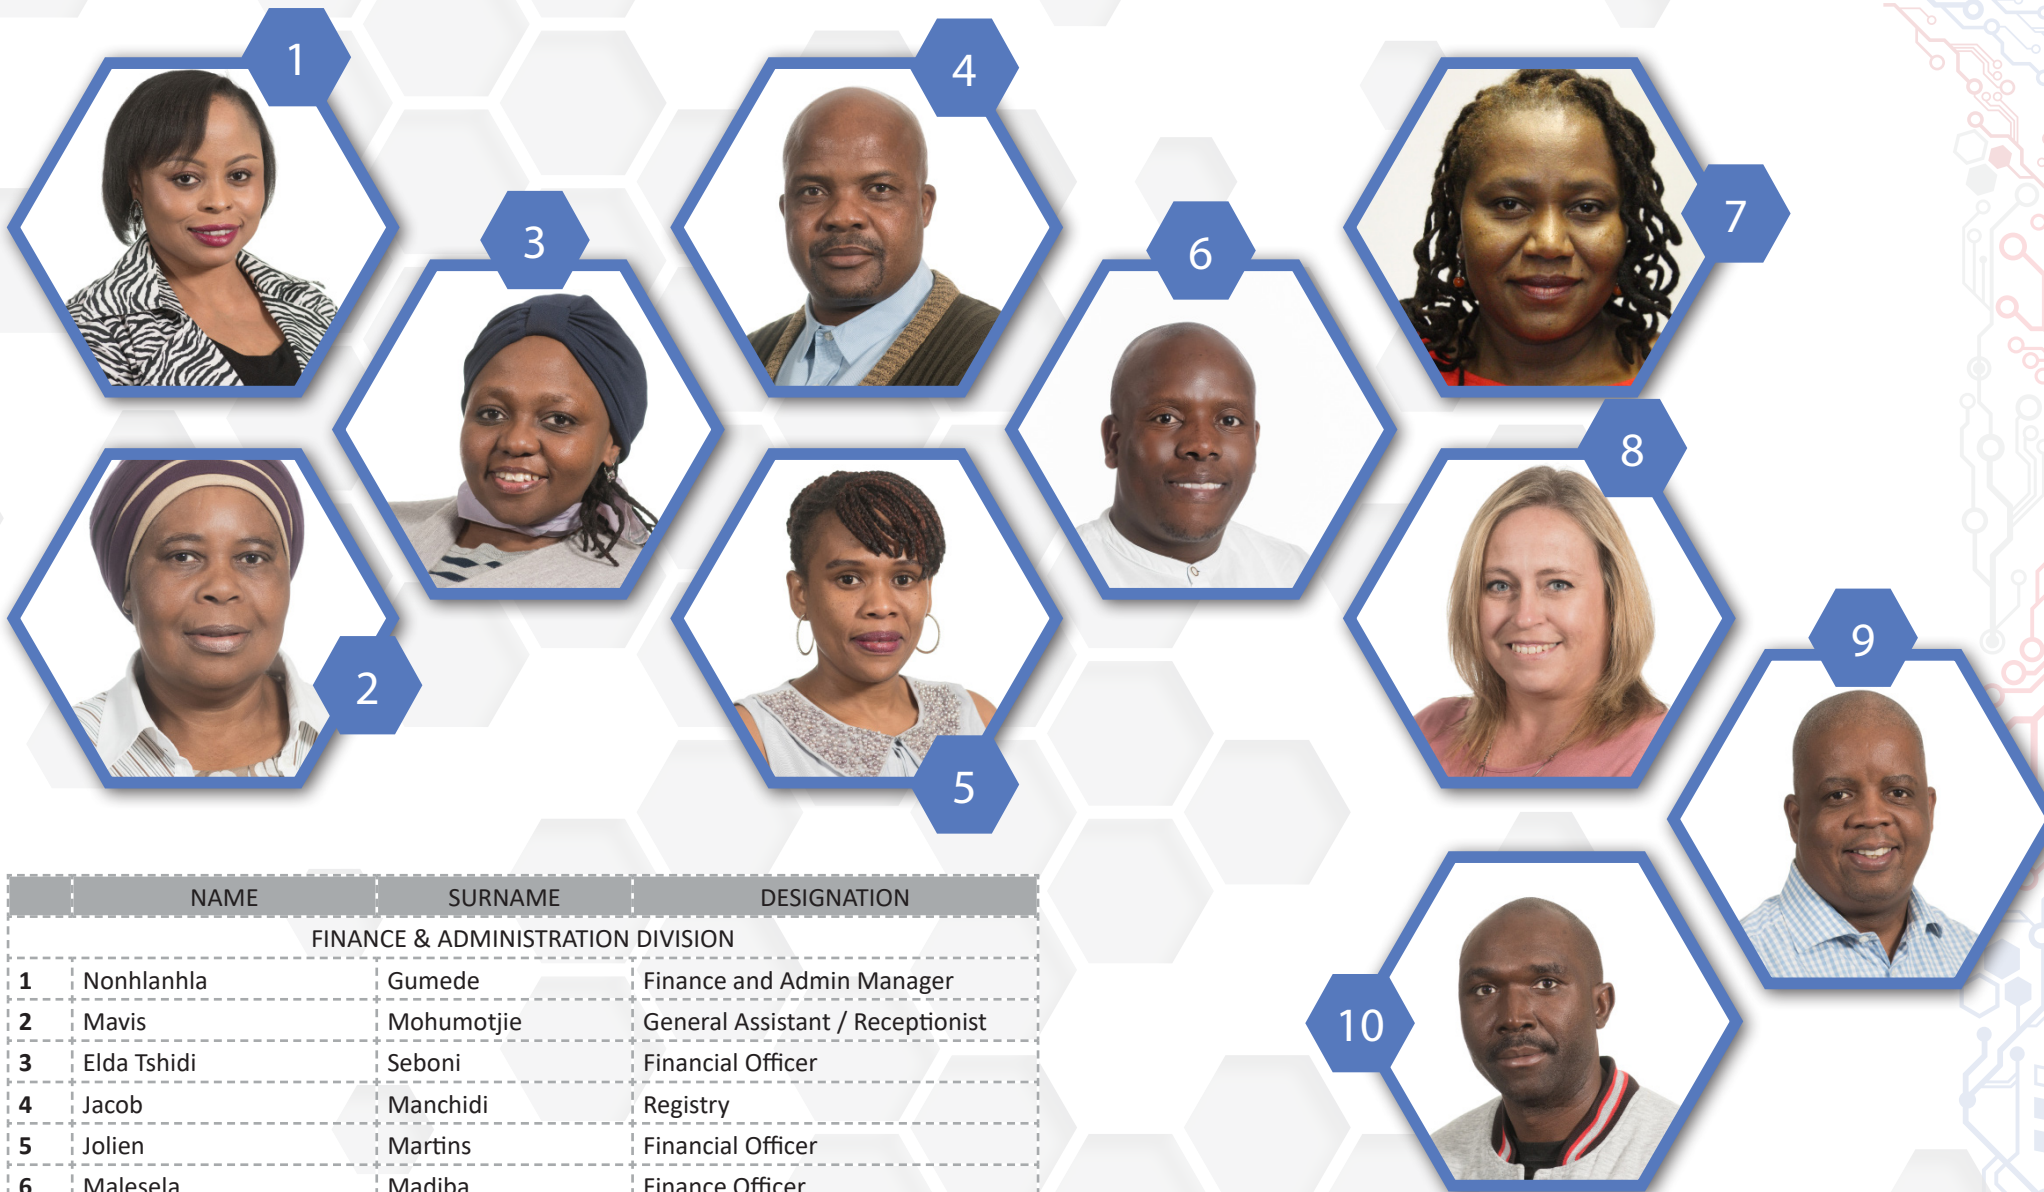 1
4
7
3
6
8
2
9
5
10
NAME SURNAME DESIGNATION
FINANCE & ADMINISTRATION DIVISION
1 Nonhlanhla Gumede Finance and Admin Manager
2 Mavis Mohumotjie General Assistant / Receptionist
3 Elda Tshidi Seboni Financial Officer
4 Jacob Manchidi Registry
5 Jolien Martins Financial Officer
6 Malesela Madiba Finance Officer